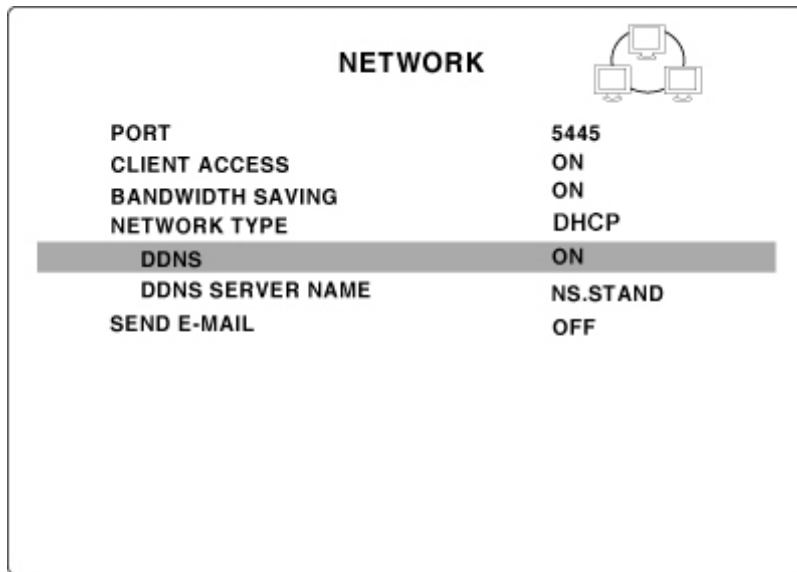 NETWORK
PORT 5445
CLIENT ACCESS ON
BANDWIDTH SAVING ON
NETWORK TYPE DHCP
DDNS ON
DDNS SERVER NAME NS.STAND
SEND E-MAIL OFF